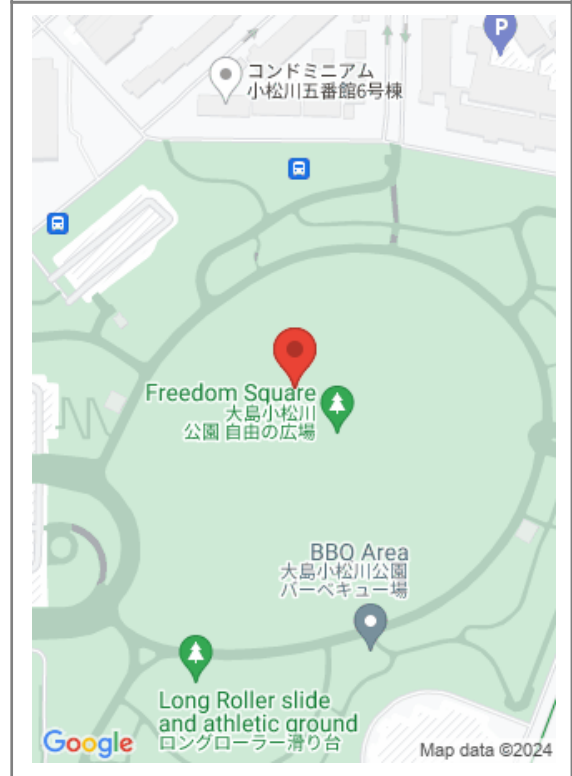 P
コンドミニアム
小松川五番館6号棟
Freedom Square
大島小松川
公園 自由の広場
BBQ Area
大島小松川公園
バーベキュー場
Long Roller slide
and athletic ground
ロングローラー滑り台
Google
Map data ©2024